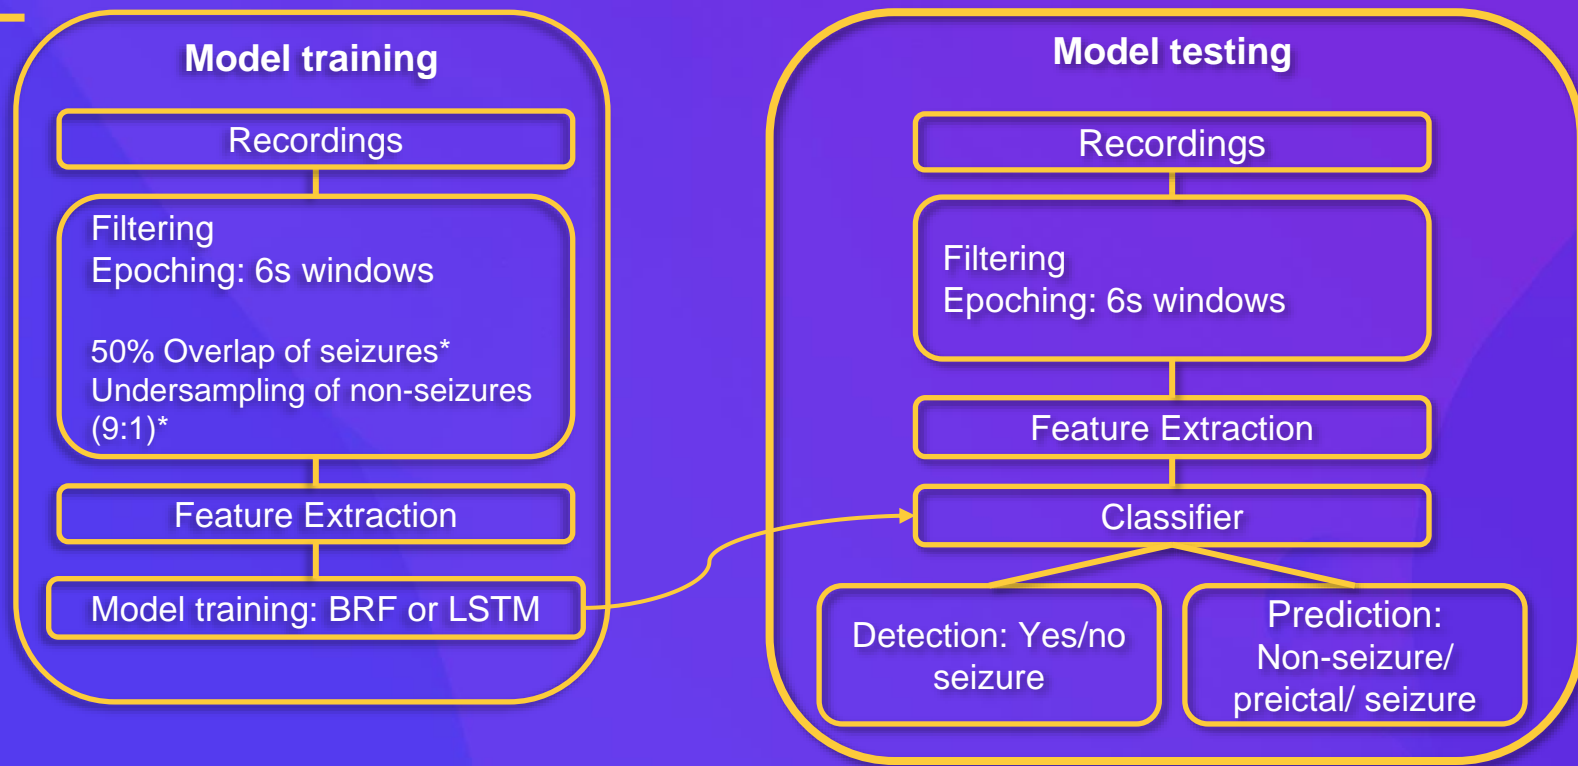 Model training
Recordings
Filtering
Epoching: 6s windows
50% Overlap of seizures*
Undersampling of non-seizures
(9:1)*
Feature Extraction
Model training: BRF or LSTM
Model testing
Recordings
Filtering
Epoching: 6s windows
Feature Extraction
Classifier
Detection: Yes/no
seizure
Prediction:
Non-seizure/
preictal/ seizure